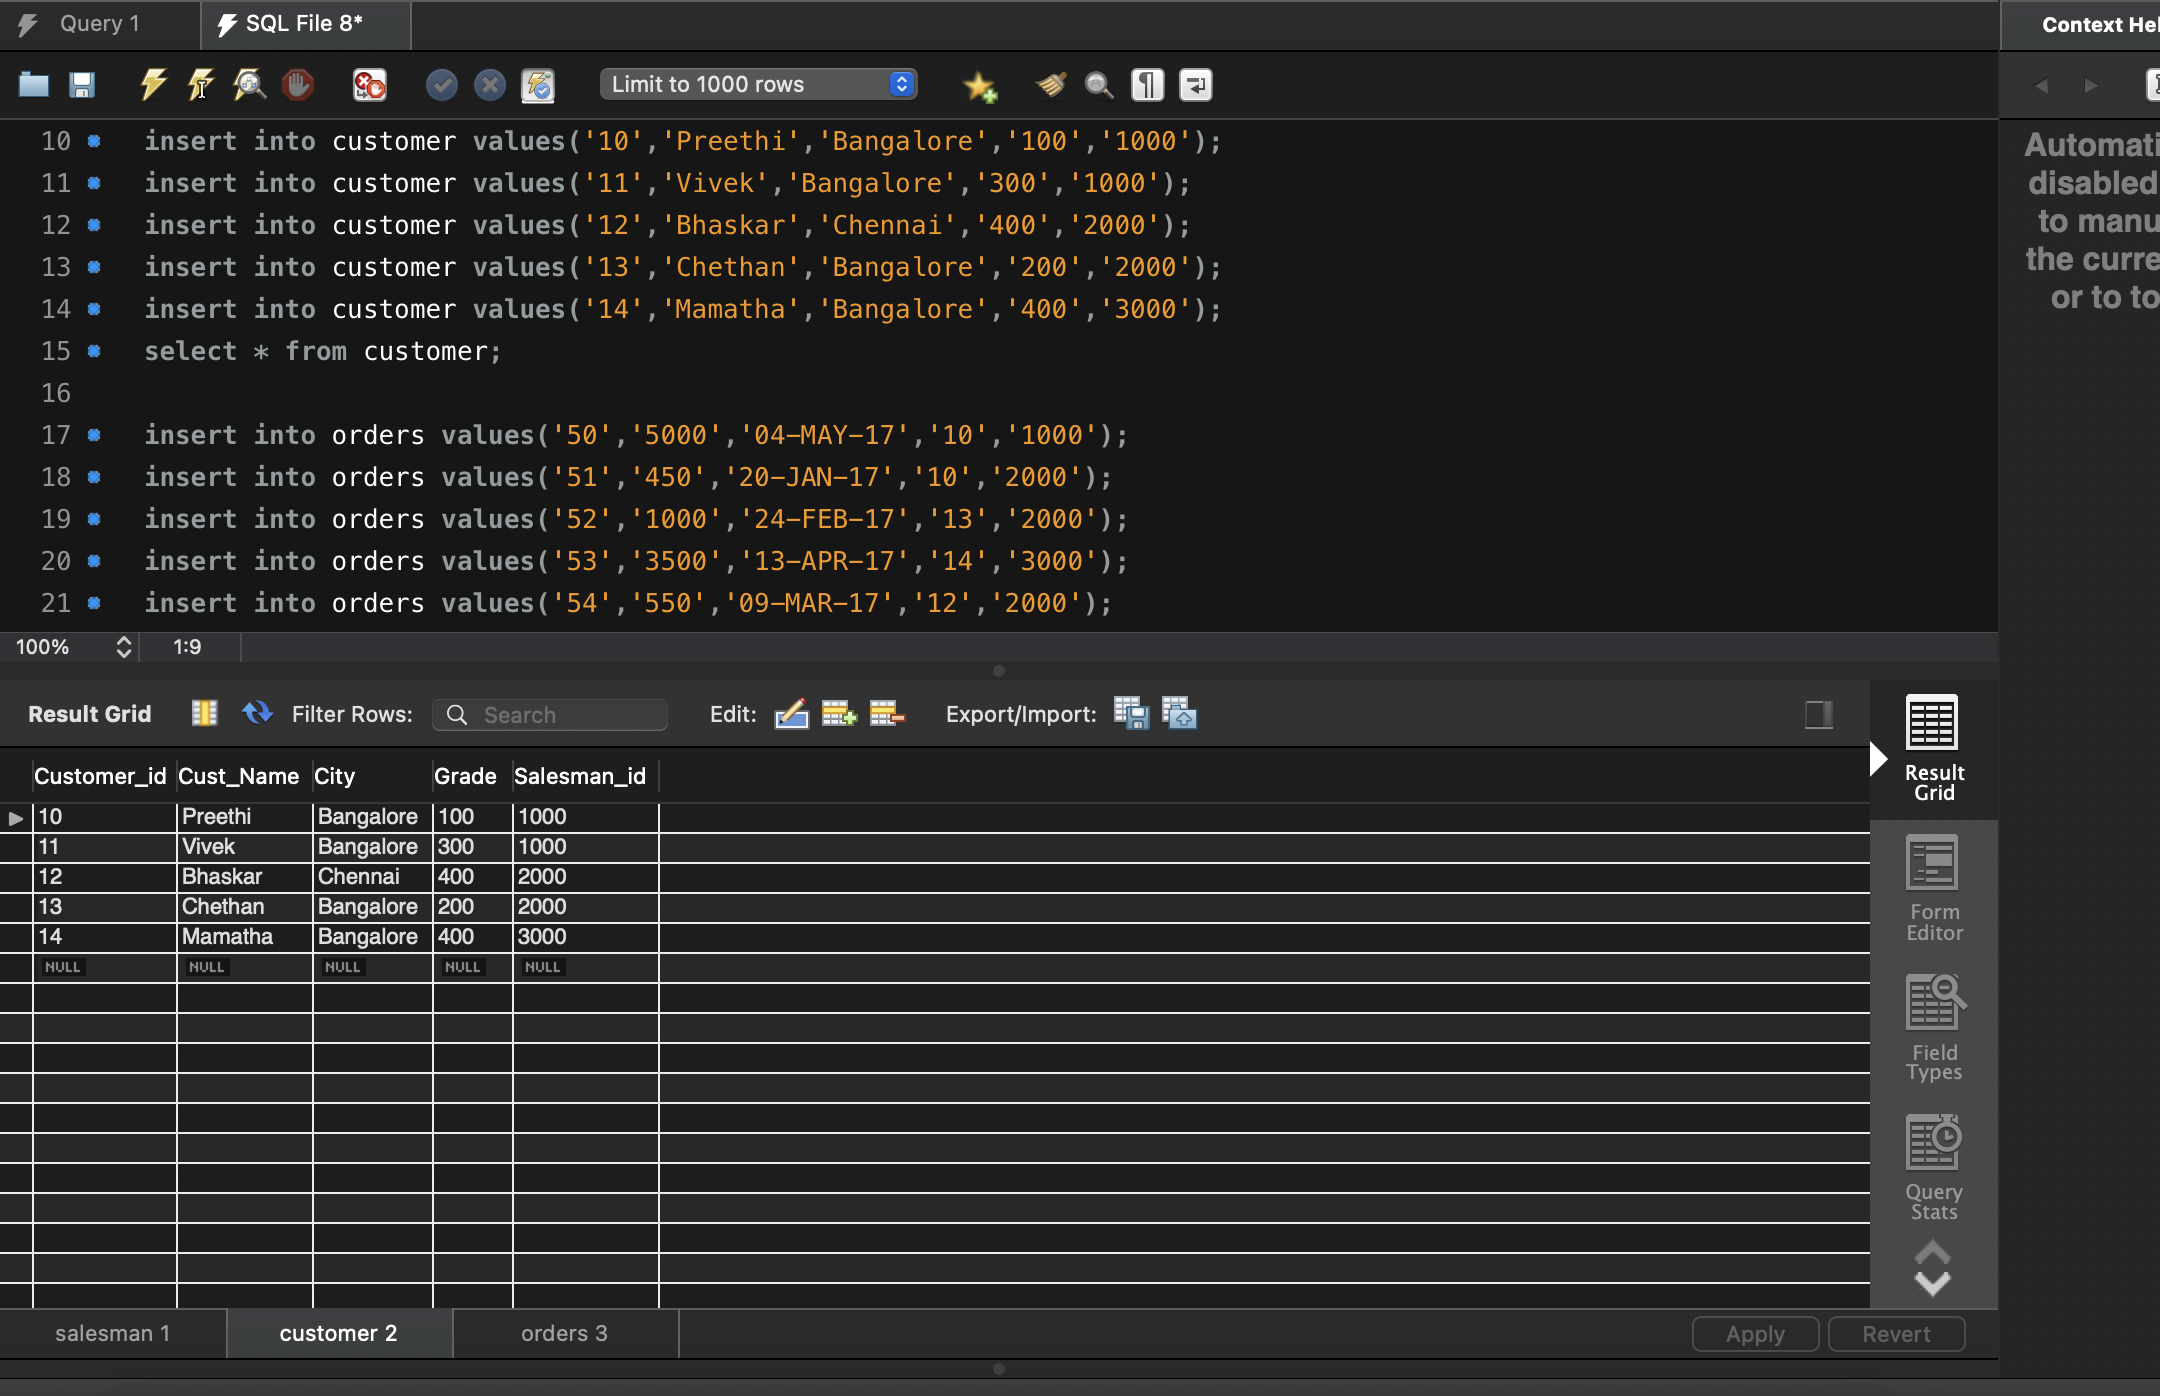 Query 1
SQL File 8*
Context Hel
Limit to 1000 rows
Automati
disabled
to manu
the curre
or to to
10 insert into customer values('10','Preethi','Bangalore','100','1000');
11 insert into customer values('11','Vivek','Bangalore','300','1000');
12 insert into customer values('12','Bhaskar','Chennai','400','2000');
13 insert into customer values('13','Chethan','Bangalore','200','2000');
14 insert into customer values('14','Mamatha','Bangalore','400','3000');
15 select * from customer;
16
17 insert into orders values('50','5000','04-MAY-17','10','1000');
18 insert into orders values('51','450','20-JAN-17','10','2000');
19 insert into orders values('52','1000','24-FEB-17','13','2000');
20 insert into orders values('53','3500','13-APR-17','14','3000');
21 insert into orders values('54','550','09-MAR-17','12','2000');
100% 1:9
Result Grid Filter Rows: Search Edit: Export/Import:
Customer_id Cust_Name City Grade Salesman_id
10 Preethi Bangalore 100 1000
11 Vivek Bangalore 300 1000
12 Bhaskar Chennai 400 2000
13 Chethan Bangalore 200 2000
14 Mamatha Bangalore 400 3000
NULL NULL NULL NULL NULL
Result
Grid
Form
Editor
Field
Types
Query
Stats
salesman 1 customer 2 orders 3 Apply Revert